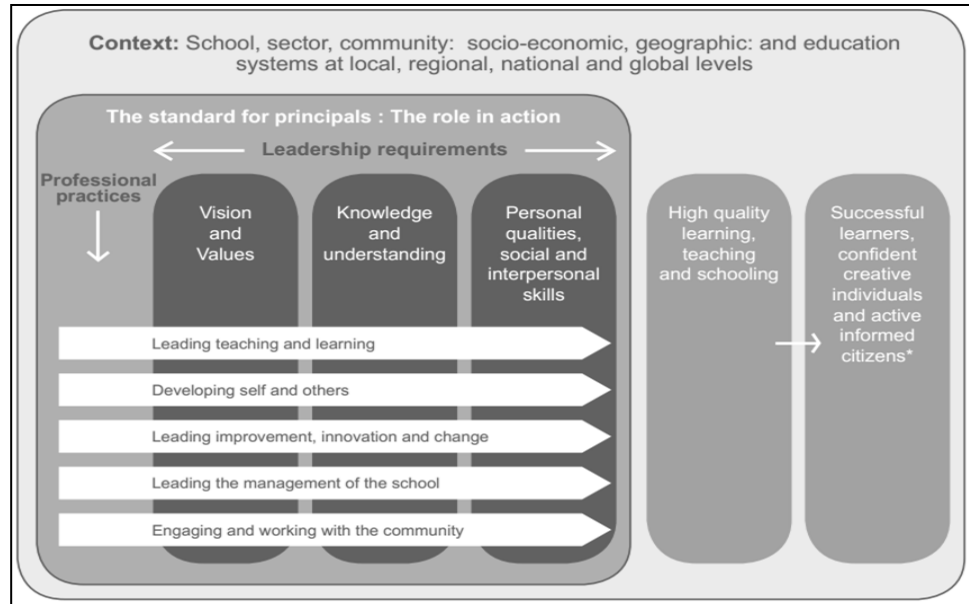 Context: School, sector, community: socio-economic, geographic: and education
systems at local, regional, national and global levels
The standard for principals : The role in action
Leadership requirements
Professional
practices
Vision
and
Values
Knowledge
and
understanding
Personal
qualities,
social and
interpersonal
skills
High quality
learning,
teaching
and schooling
Successful
learners,
confident
creative
individuals
and active
informed
citizens*
Leading teaching and learning
Developing self and others
Leading improvement, innovation and change
Leading the management of the school
Engaging and working with the community